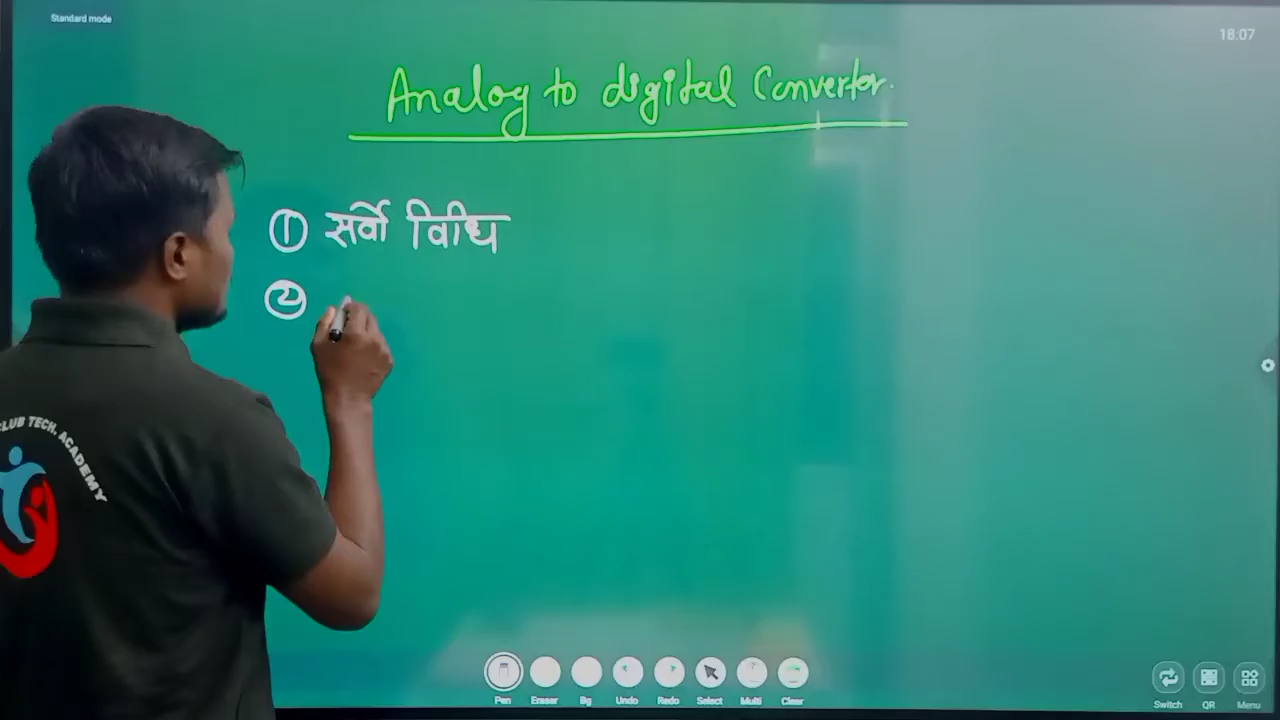 Standard mode
18:07
Analog to digital Converter.
① सर्वो विधि
②
CLUB TECH. ACADEMY
Pen Eraser Bg Undo Redo Select Multi Clear
Switch QR Menu